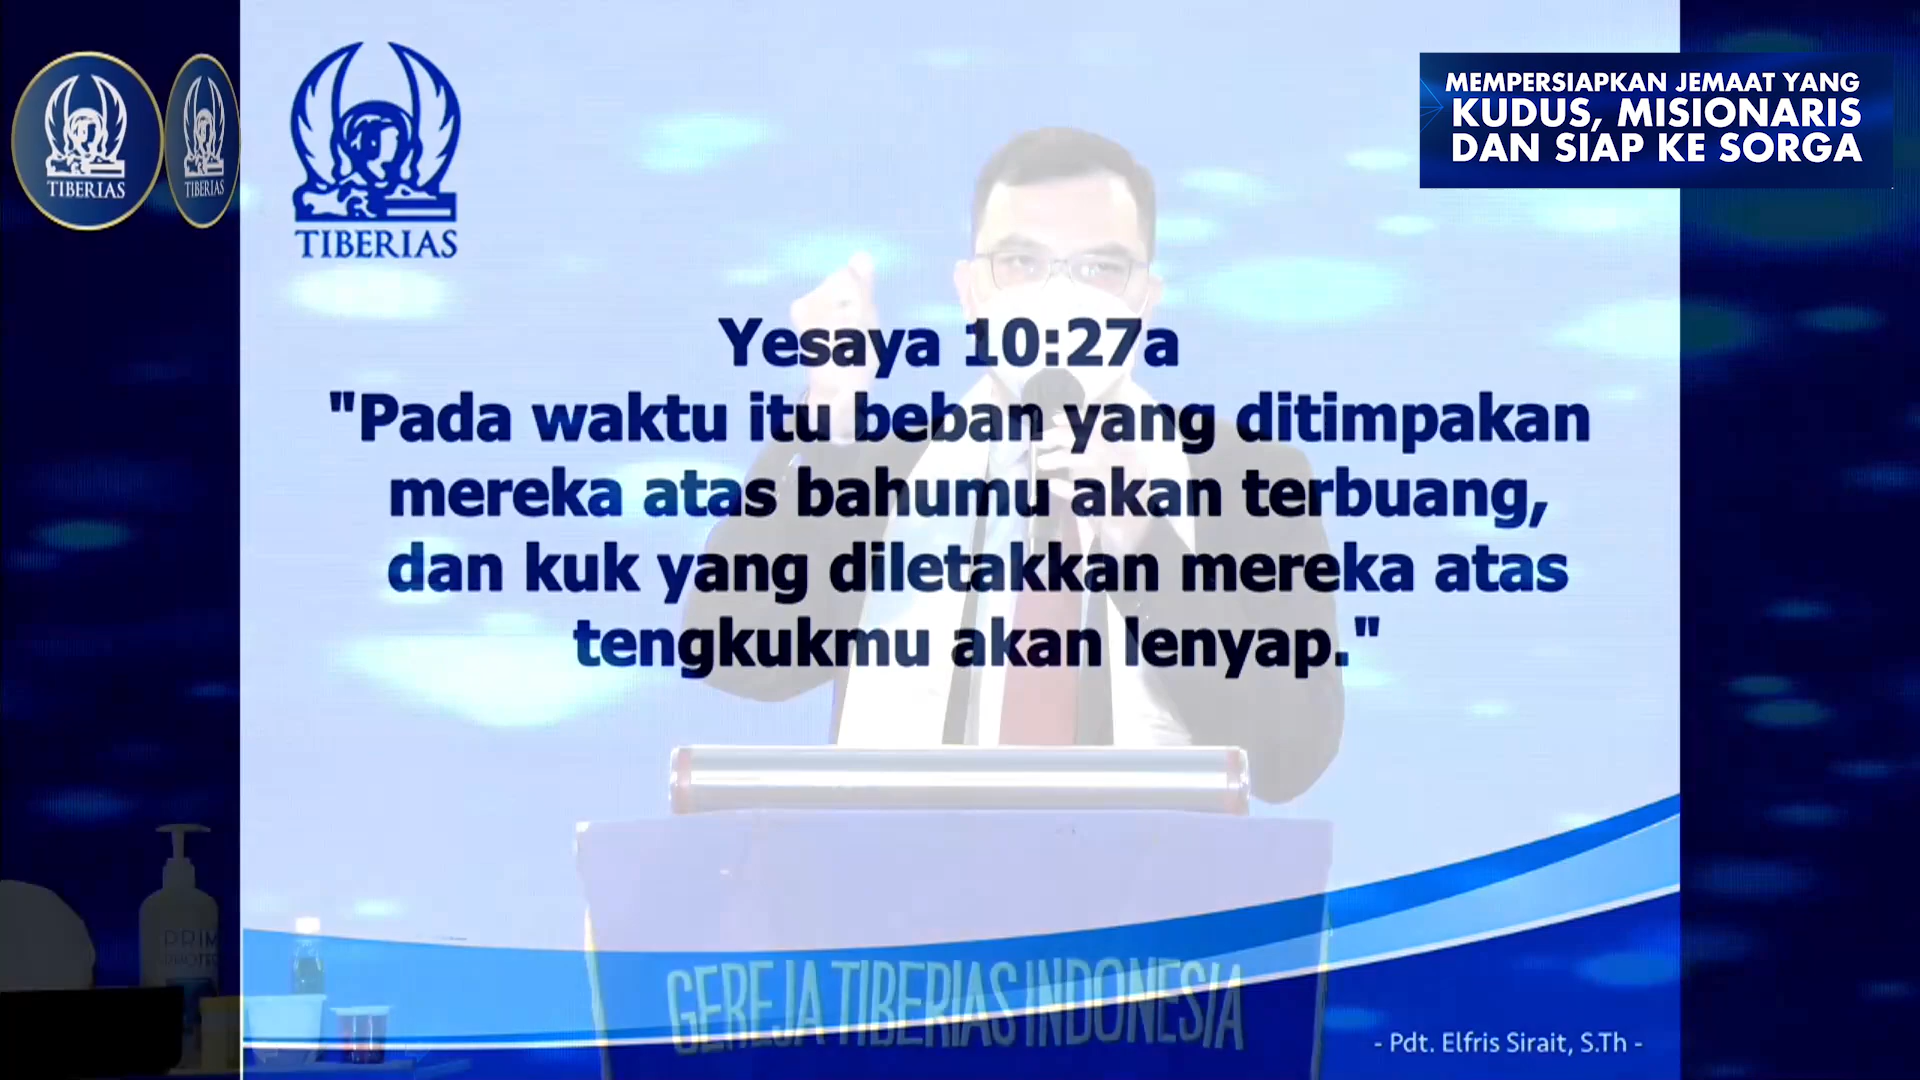 TIBERIAS
TIBERIAS
TIBERIAS
MEMPERSIAPKAN JEMAAT YANG
KUDUS, MISIONARIS
DAN SIAP KE SORGA
Yesaya 10:27a
"Pada waktu itu beban yang ditimpakan
mereka atas bahumu akan terbuang,
dan kuk yang diletakkan mereka atas
tengkukmu akan lenyap."
GEREJA TIBERIAS INDONESIA
- Pdt. Elfris Sirait, S.Th -